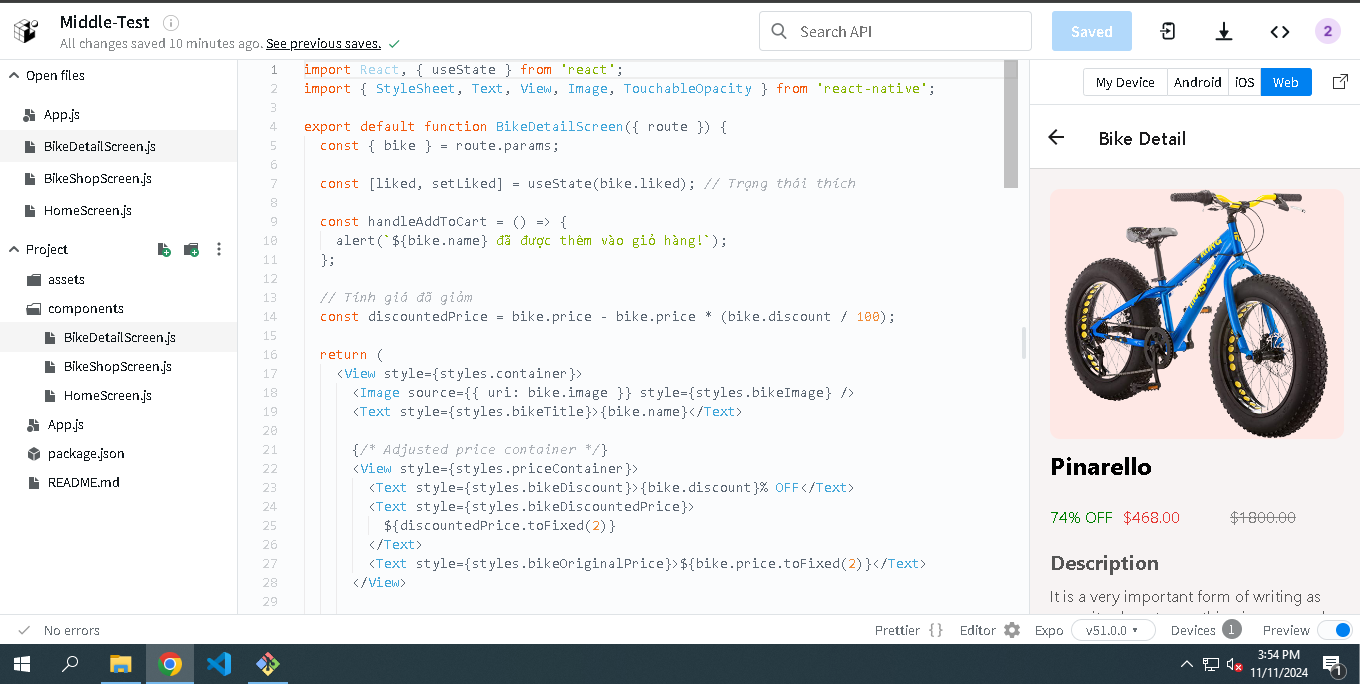 Middle-Test
All changes saved 10 minutes ago. See previous saves.
Search API
Saved
2
Open files
App.js
BikeDetailScreen.js
BikeShopScreen.js
HomeScreen.js
Project
assets
components
BikeDetailScreen.js
BikeShopScreen.js
HomeScreen.js
App.js
package.json
README.md
1 import React, { useState } from 'react';
2 import { StyleSheet, Text, View, Image, TouchableOpacity } from 'react-native';
3
4 export default function BikeDetailScreen({ route }) {
5 const { bike } = route.params;
6
7 const [liked, setLiked] = useState(bike.liked); // Trạng thái thích
8
9 const handleAddToCart = () => {
10 alert(`${bike.name} đã được thêm vào giỏ hàng!`);
11 };
12
13 // Tính giá đã giảm
14 const discountedPrice = bike.price - bike.price * (bike.discount / 100);
15
16 return (
17 <View style={styles.container}>
18 <Image source={{ uri: bike.image }} style={styles.bikeImage} />
19 <Text style={styles.bikeTitle}>{bike.name}</Text>
20
21 {/* Adjusted price container */}
22 <View style={styles.priceContainer}>
23 <Text style={styles.bikeDiscount}>{bike.discount}% OFF</Text>
24 <Text style={styles.bikeDiscountedPrice}>
25 ${discountedPrice.toFixed(2)}
26 </Text>
27 <Text style={styles.bikeOriginalPrice}>${bike.price.toFixed(2)}</Text>
28 </View>
29
My Device Android iOS Web
Bike Detail
mongoose
Pinarello
74% OFF $468.00 $1800.00
Description
It is a very important form of writing as
No errors
Prettier {} Editor Expo v51.0.0 Devices 1 Preview
3:54 PM
11/11/2024
1